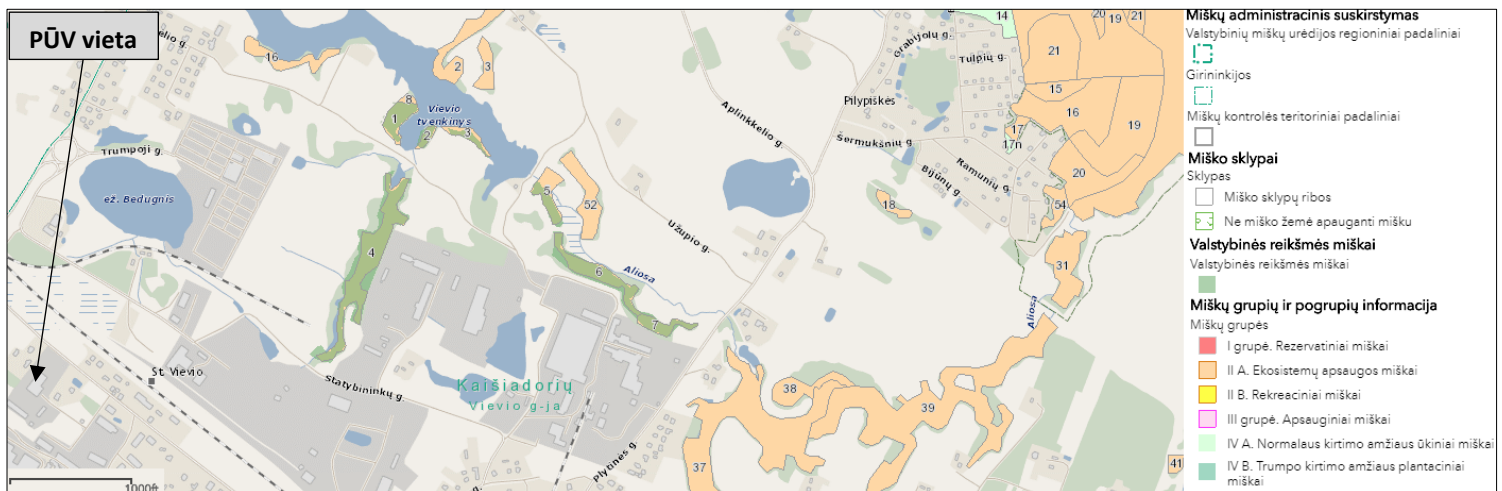 PŪV vieta
ėlio g.
16
2
3
8
1
Vievio
tvenkinys
2
3
Trumpoji g.
ež. Bedugnis
4
5
52
Užupio g.
Aplinkkelio g.
6
Aliosa
7
St. Vievio
Statybininkų g.
Kaišiadorių
Vievio g-ja
Plytinės g.
g.
1000ft
14
Grabijolų g.
Tulpių g.
Pilypiškės
Šermukšnių g.
Bijūnų g.
Ramunių g.
18
20
19
21
21
15
16
19
17
17n
20
54
31
Aliosa
38
39
37
41
Miškų administracinis suskirstymas
Valstybinių miškų urėdijos regioniniai padaliniai
Girininkijos
Miškų kontrolės teritoriniai padaliniai
Miško sklypai
Sklypas
Miško sklypų ribos
Ne miško žemė apauganti mišku
Valstybinės reikšmės miškai
Valstybinės reikšmės miškai
Miškų grupių ir pogrupių informacija
Miškų grupės
I grupė. Rezervatiniai miškai
II A. Ekosistemų apsaugos miškai
II B. Rekreaciniai miškai
III grupė. Apsauginiai miškai
IV A. Normalaus kirtimo amžiaus ūkiniai miškai
IV B. Trumpo kirtimo amžiaus plantaciniai
miškai